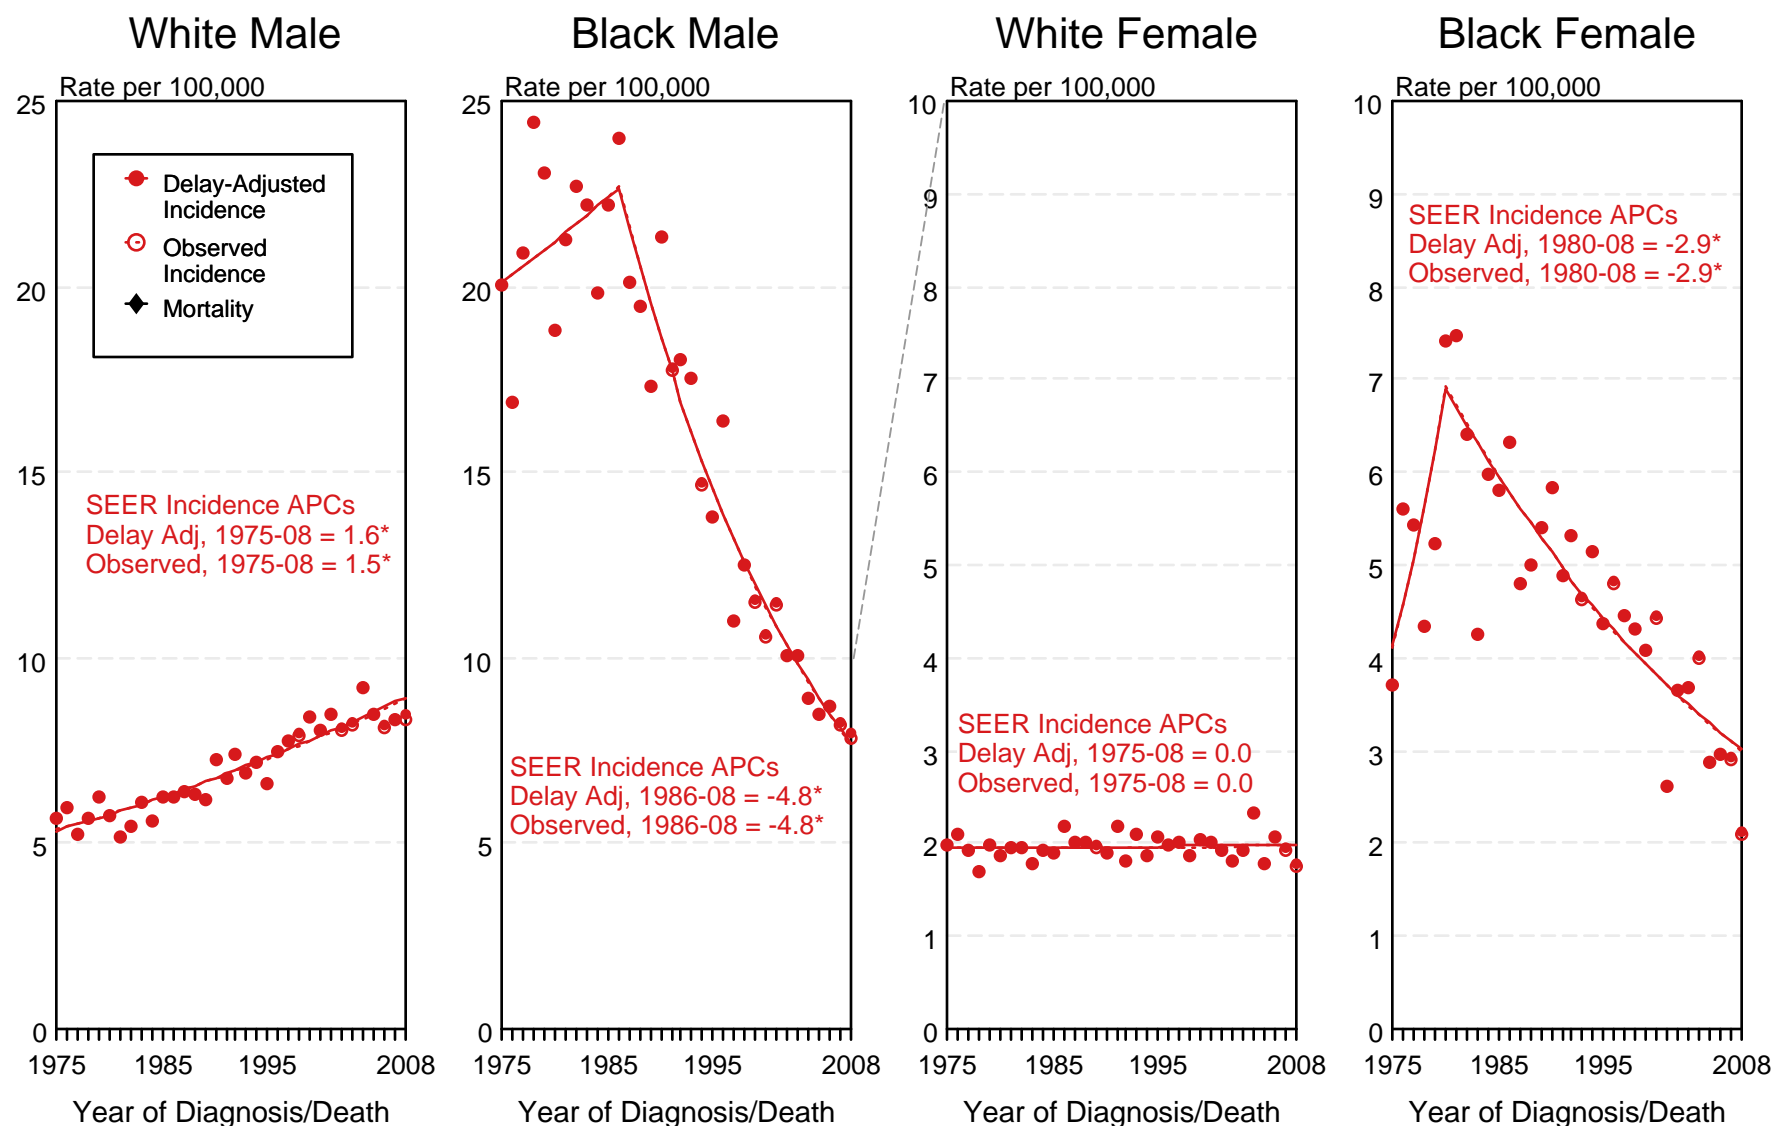 White Male
Rate per 100,000
25
20
15
10
5
0
Delay-Adjusted
Incidence
Observed
Incidence
Mortality
SEER Incidence APCs
Delay Adj, 1975-08 = 1.6*
Observed, 1975-08 = 1.5*
1975 1985 1995 2008
Year of Diagnosis/Death
Black Male
Rate per 100,000
25
20
15
10
5
0
SEER Incidence APCs
Delay Adj, 1986-08 = -4.8*
Observed, 1986-08 = -4.8*
1975 1985 1995 2008
Year of Diagnosis/Death
White Female
Rate per 100,000
10
9
8
7
6
5
4
3
2
1
0
SEER Incidence APCs
Delay Adj, 1975-08 = 0.0
Observed, 1975-08 = 0.0
1975 1985 1995 2008
Year of Diagnosis/Death
Black Female
Rate per 100,000
10
9
8
7
6
5
4
3
2
1
0
SEER Incidence APCs
Delay Adj, 1980-08 = -2.9*
Observed, 1980-08 = -2.9*
1975 1985 1995 2008
Year of Diagnosis/Death